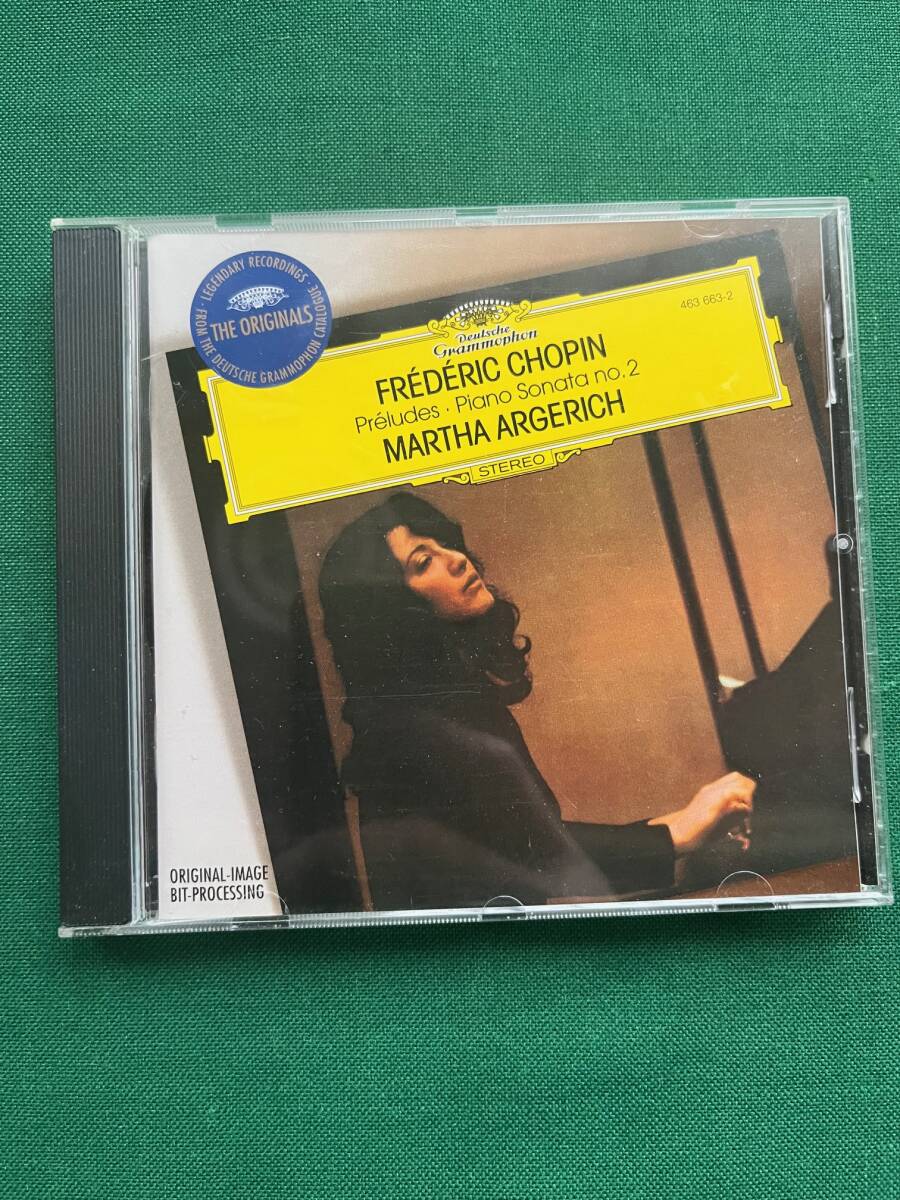 · LEGENDARY RECORDINGS ·
THE ORIGINALS
FROM THE DEUTSCHE GRAMMOPHON CATALOGUE
463 663-2
Deutsche
Grammophon
FRÉDÉRIC CHOPIN
Préludes · Piano Sonata no.2
MARTHA ARGERICH
STEREO
ORIGINAL-IMAGE
BIT-PROCESSING